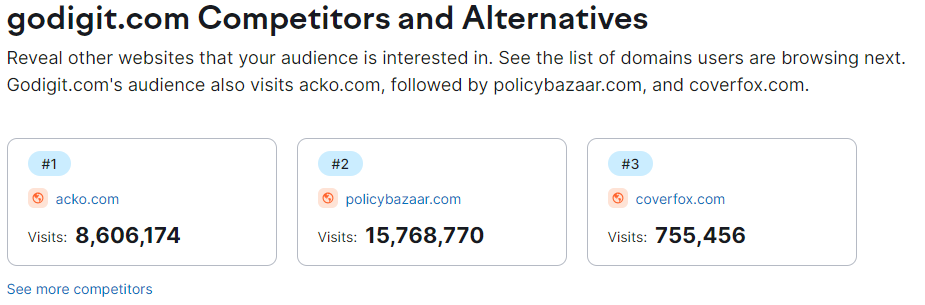 godigit.com Competitors and Alternatives
Reveal other websites that your audience is interested in. See the list of domains users are browsing next.
Godigit.com's audience also visits acko.com, followed by policybazaar.com, and coverfox.com.
#1
acko.com
Visits: 8,606,174
#2
policybazaar.com
Visits: 15,768,770
#3
coverfox.com
Visits: 755,456
See more competitors